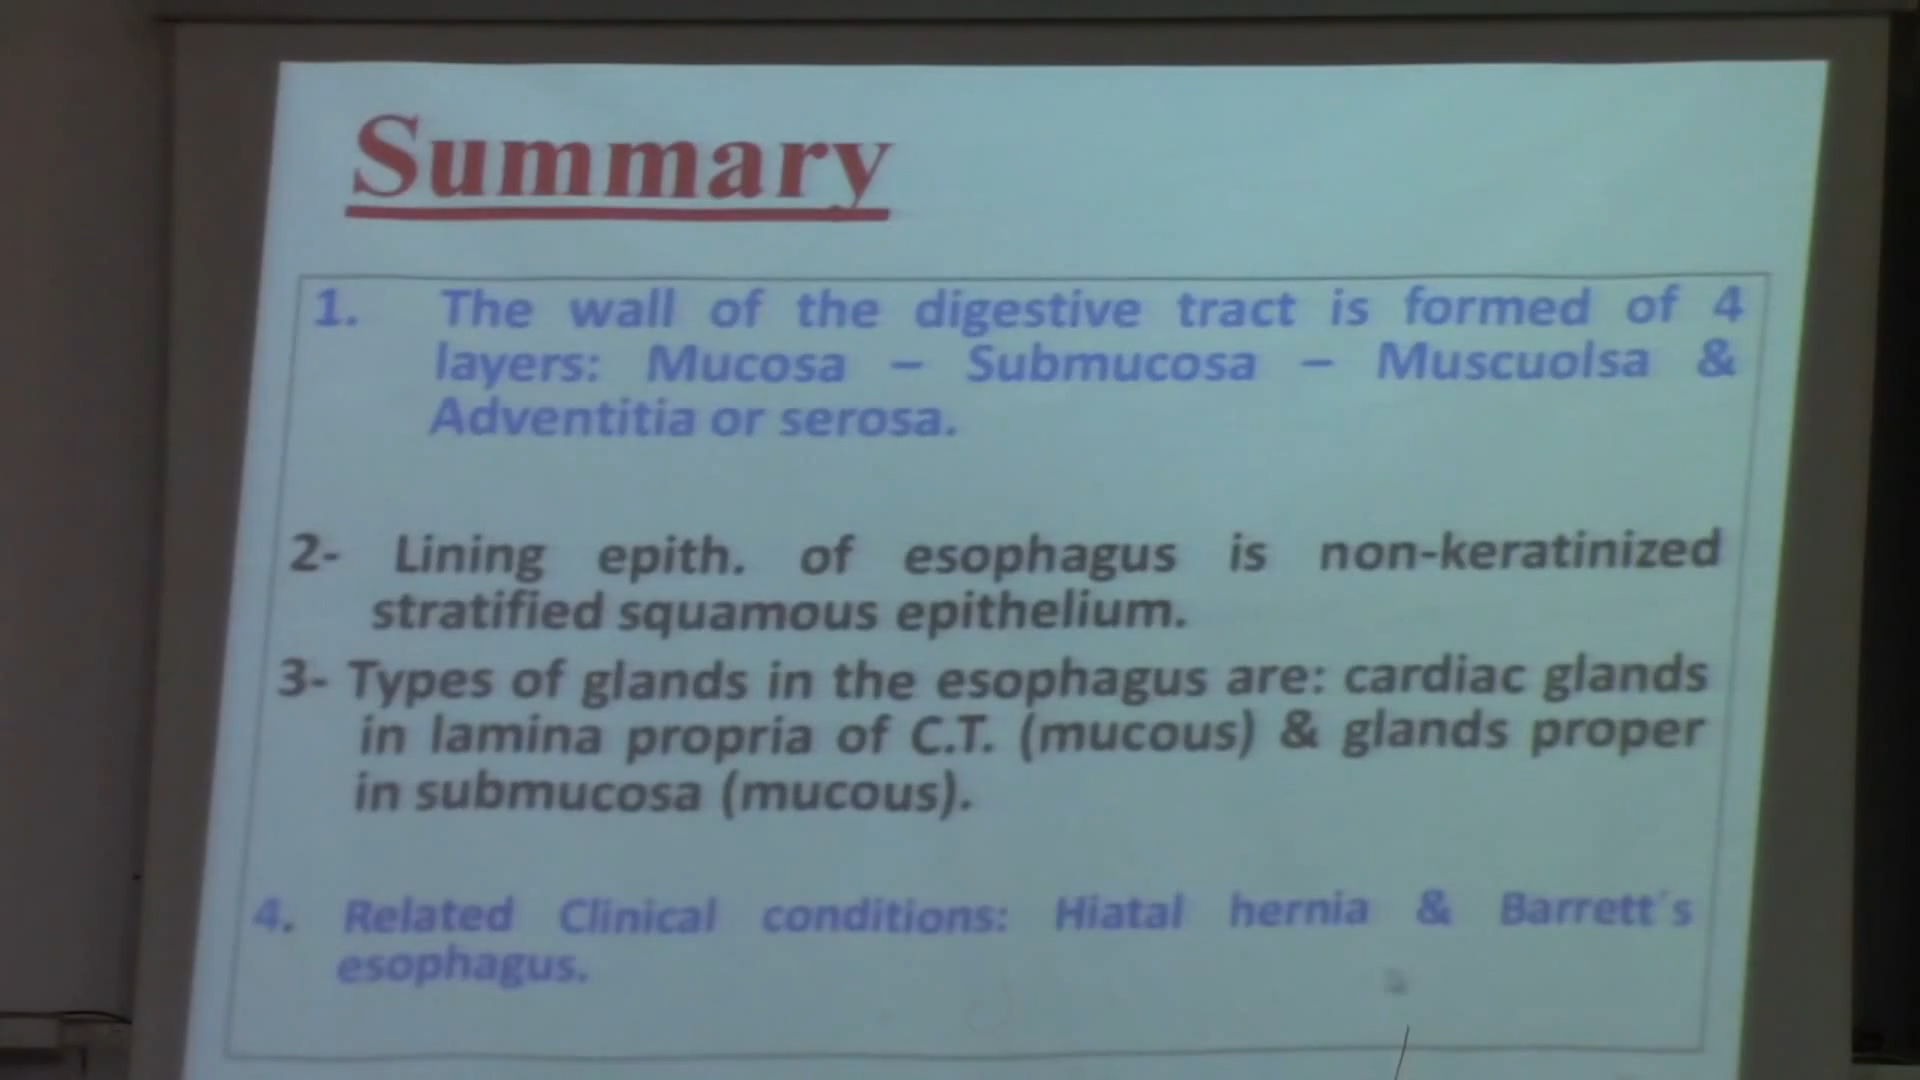 Summary
1. The wall of the digestive tract is formed of 4
layers: Mucosa – Submucosa – Muscuolsa &
Adventitia or serosa.
2- Lining epith. of esophagus is non-keratinized
stratified squamous epithelium.
3- Types of glands in the esophagus are: cardiac glands
in lamina propria of C.T. (mucous) & glands proper
in submucosa (mucous).
4. Related Clinical conditions: Hiatal hernia & Barrett´s
esophagus.